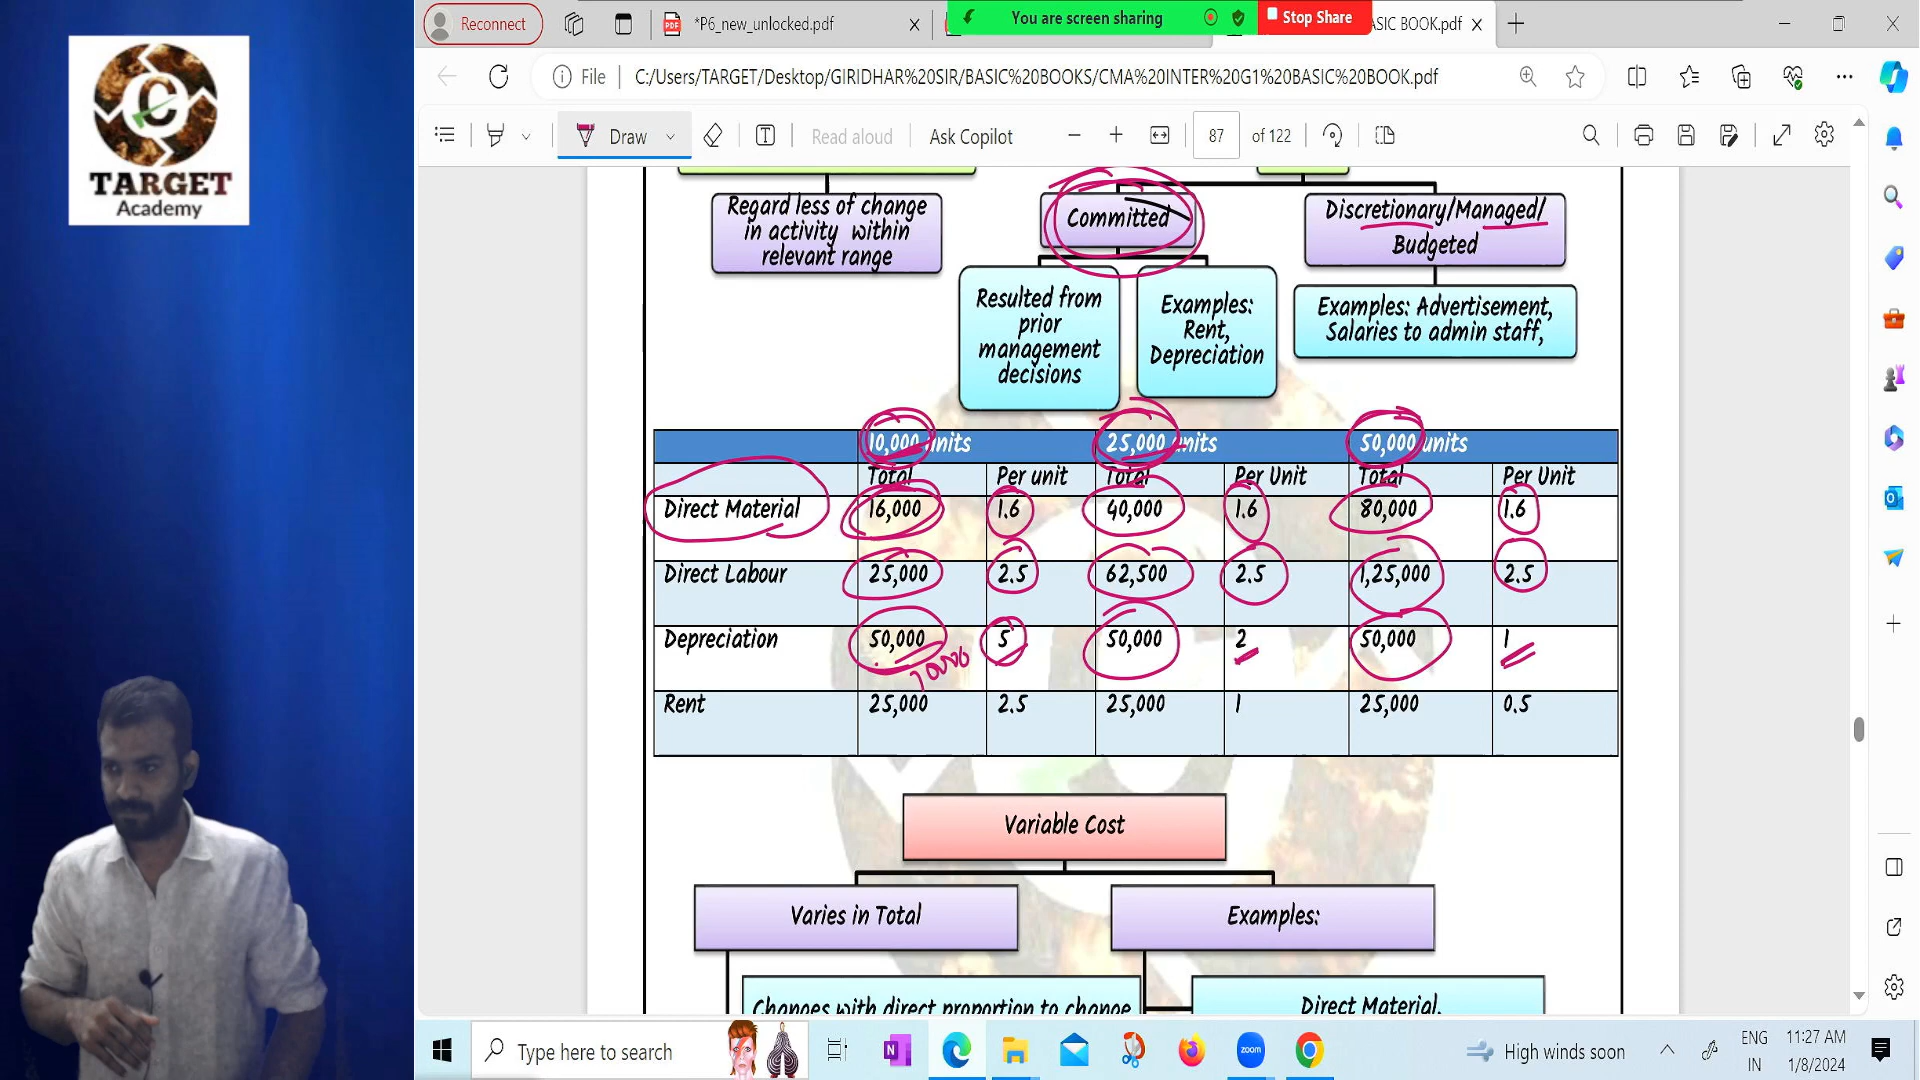 TARGET
Academy
Reconnect
*P6_new_unlocked.pdf
You are screen sharing
Stop Share
ASIC BOOK.pdf
File
C:/Users/TARGET/Desktop/GIRIDHAR%20SIR/BASIC%20BOOKS/CMA%20INTER%20G1%20BASIC%20BOOK.pdf
Draw
Read aloud
Ask Copilot
87
of 122
Regard less of change
in activity within
relevant range
Committed
Discretionary/Managed/
Budgeted
Resulted from
prior
management
decisions
Examples:
Rent,
Depreciation
Examples: Advertisement,
Salaries to admin staff,
10,000 units 25,000 units 50,000 units
Total Per unit Total Per Unit Total Per Unit
Direct Material 16,000 1.6 40,000 1.6 80,000 1.6
Direct Labour 25,000 2.5 62,500 2.5 1,25,000 2.5
Depreciation 50,000 5 50,000 2 50,000 1
10000
Rent 25,000 2.5 25,000 1 25,000 0.5
Variable Cost
Varies in Total
Examples:
Changes with direct proportion to change
Direct Material,
Type here to search
zoom
High winds soon
ENG
IN
11:27 AM
1/8/2024